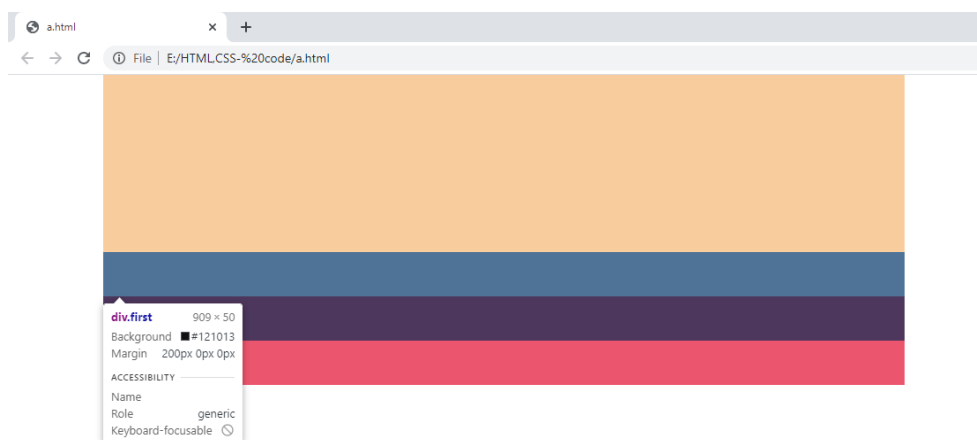 a.html
File | E:/HTML,CSS-%20code/a.html
div.first 909 × 50
Background #121013
Margin 200px 0px 0px
ACCESSIBILITY
Name
Role generic
Keyboard-focusable